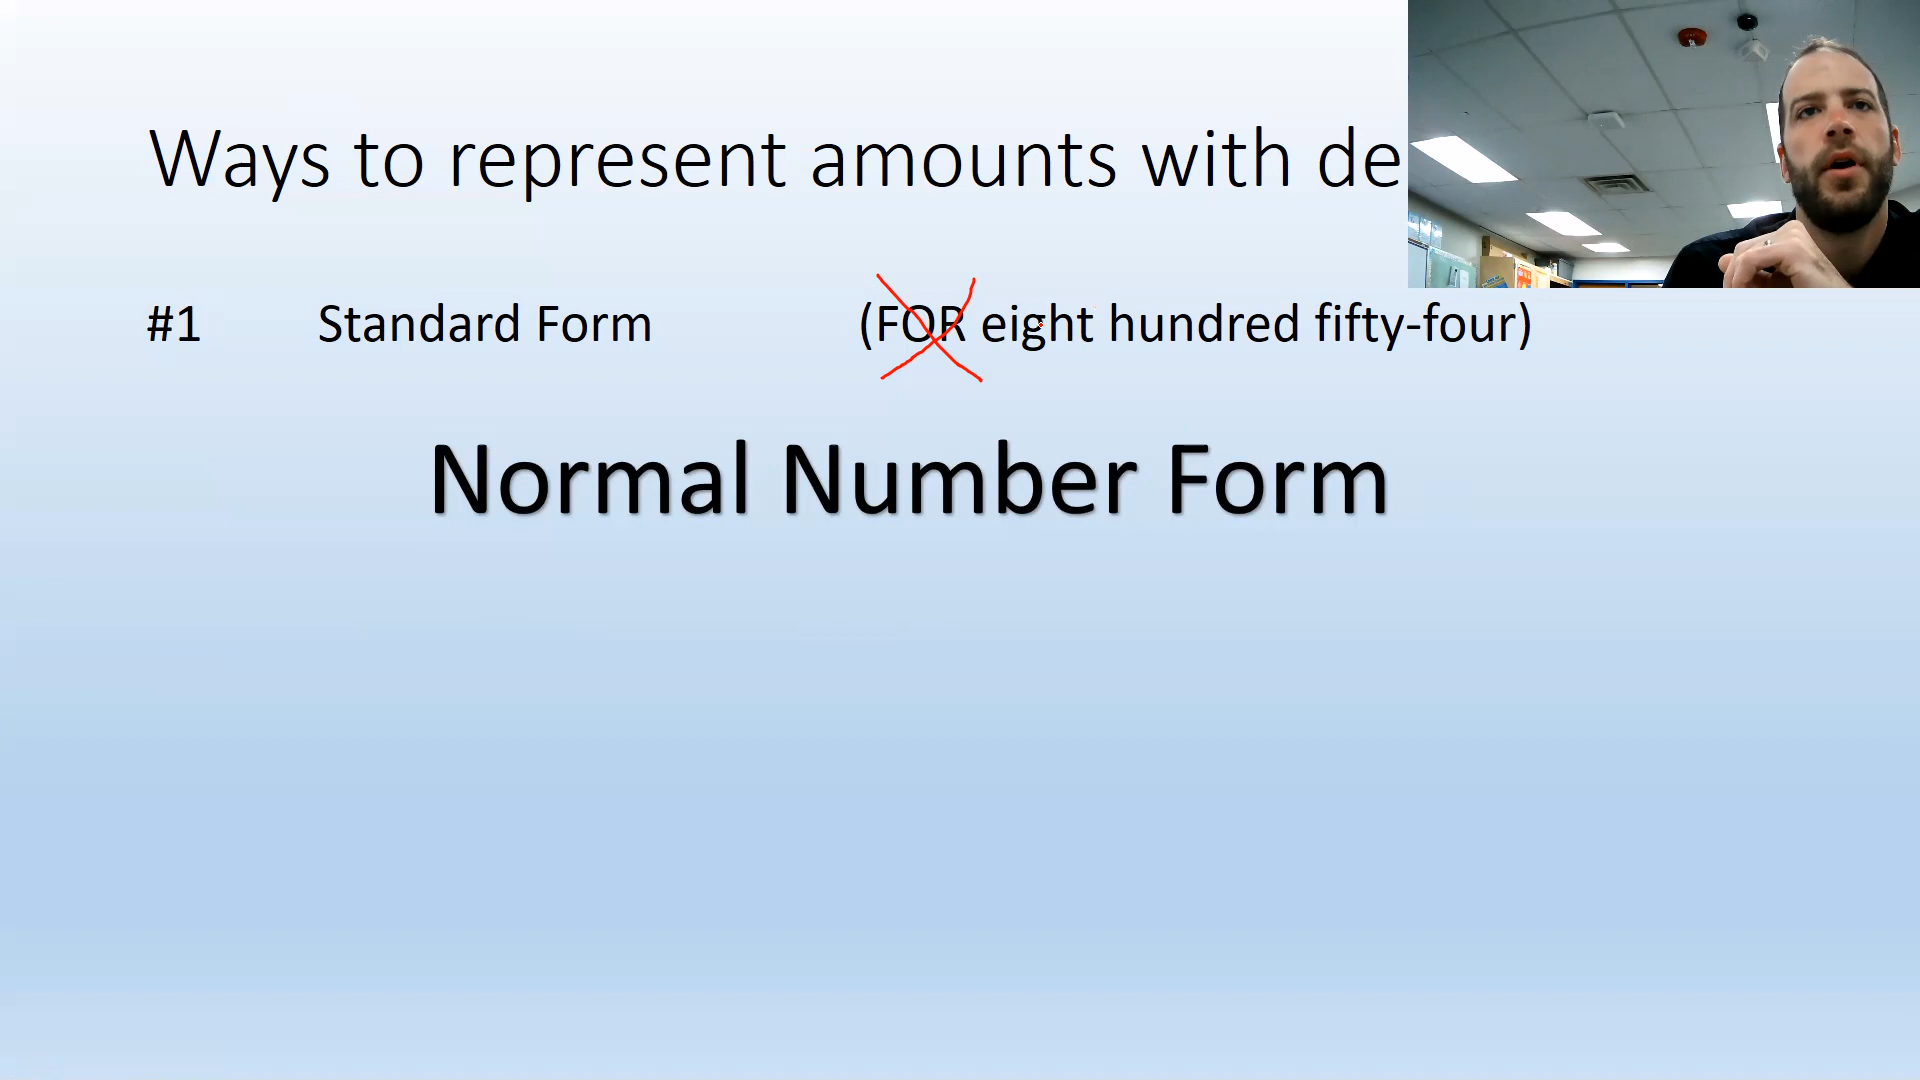 Ways to represent amounts with de
#1 Standard Form (FOR eight hundred fifty-four)
Normal Number Form